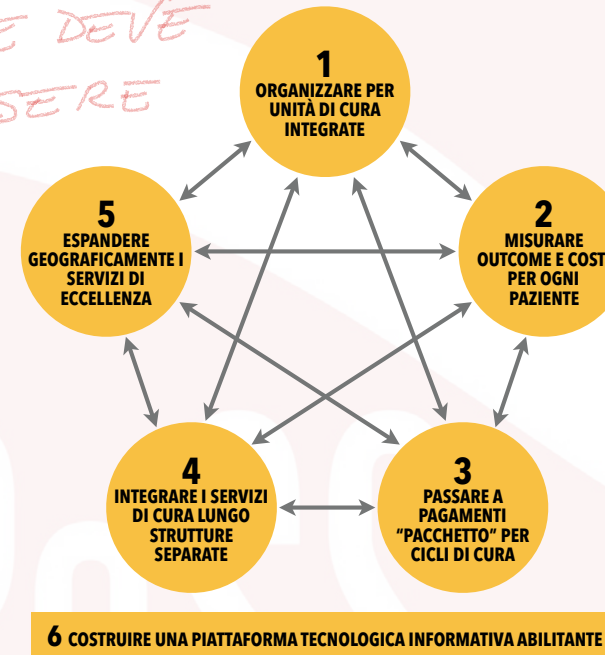 E DEVE
SERE
1
ORGANIZZARE PER
UNITÀ DI CURA
INTEGRATE
2
MISURARE
OUTCOME E COST
PER OGNI
PAZIENTE
3
PASSARE A
PAGAMENTI
“PACCHETTO” PER
CICLI DI CURA
4
INTEGRARE I SERVIZI
DI CURA LUNGO
STRUTTURE
SEPARATE
5
ESPANDERE
GEOGRAFICAMENTE I
SERVIZI DI
ECCELLENZA
6 COSTRUIRE UNA PIATTAFORMA TECNOLOGICA INFORMATIVA ABILITANTE